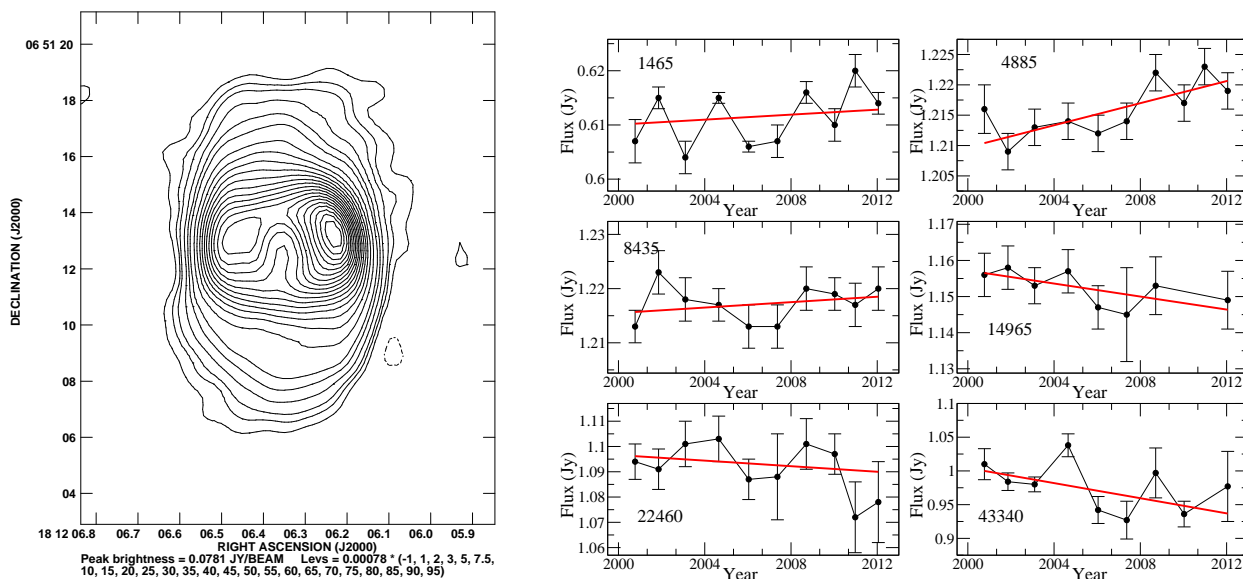 06 51 20
18
16
14
12
10
08
06
04
DECLINATION (J2000)
18 12 06.8 06.7 06.6 06.5 06.4 06.3 06.2 06.1 06.0 05.9
RIGHT ASCENSION (J2000)
Peak brightness = 0.0781 JY/BEAM Levs = 0.00078 * (-1, 1, 2, 3, 5, 7.5,
10, 15, 20, 25, 30, 35, 40, 45, 50, 55, 60, 65, 70, 75, 80, 85, 90, 95)
1465
0.62
0.61
0.6
Flux (Jy)
2000 2004 2008 2012
Year
4885
1.225
1.22
1.215
1.21
1.205
Flux (Jy)
2000 2004 2008 2012
Year
8435
1.23
1.22
1.21
Flux (Jy)
2000 2004 2008 2012
Year
14965
1.17
1.16
1.15
1.14
1.13
Flux (Jy)
2000 2004 2008 2012
Year
22460
1.11
1.1
1.09
1.08
1.07
1.06
Flux (Jy)
2000 2004 2008 2012
Year
43340
1.1
1.05
1
0.95
0.9
Flux (Jy)
2000 2004 2008 2012
Year